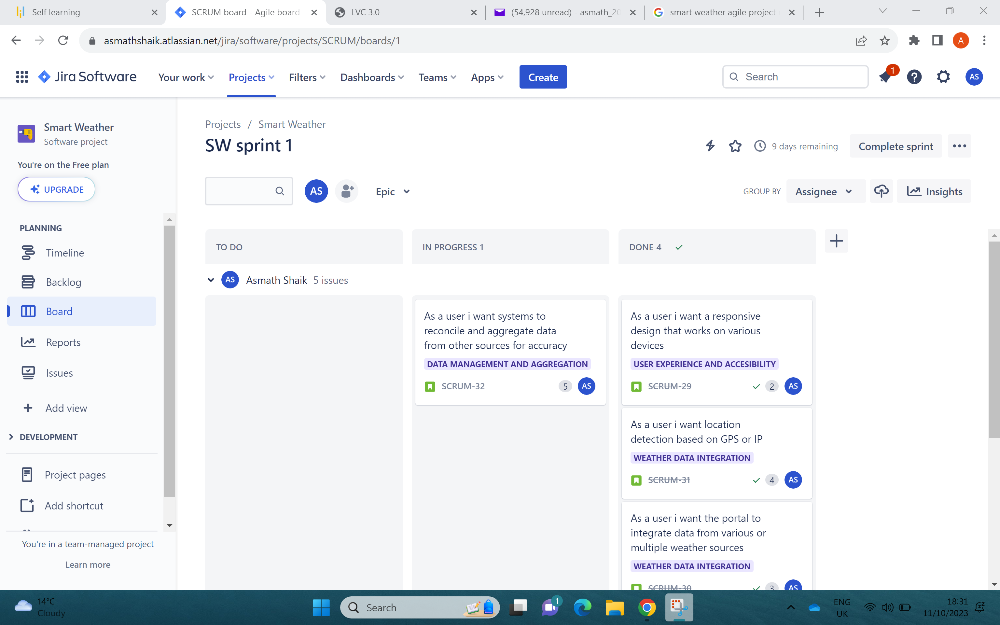 Self learning
SCRUM board - Agile board
LVC 3.0
(54,928 unread) - asmath_20
smart weather agile project
asmathshaik.atlassian.net/jira/software/projects/SCRUM/boards/1
A
Jira Software
Your work
Projects
Filters
Dashboards
Teams
Apps
Create
Search
1
?
AS
Smart Weather
Software project
You're on the Free plan
UPGRADE
PLANNING
Timeline
Backlog
Board
Reports
Issues
Add view
DEVELOPMENT
Project pages
Add shortcut
You're in a team-managed project
Learn more
Projects / Smart Weather
SW sprint 1
9 days remaining
Complete sprint
AS
Epic
GROUP BY
Assignee
Insights
TO DO
IN PROGRESS 1
DONE 4
AS
Asmath Shaik 5 issues
As a user i want systems to
reconcile and aggregate data
from other sources for accuracy
DATA MANAGEMENT AND AGGREGATION
SCRUM-32
5
AS
As a user i want a responsive
design that works on various
devices
USER EXPERIENCE AND ACCESIBILITY
SCRUM-29
2
AS
As a user i want location
detection based on GPS or IP
WEATHER DATA INTEGRATION
SCRUM-31
4
AS
As a user i want the portal to
integrate data from various or
multiple weather sources
WEATHER DATA INTEGRATION
SCRUM-30
3
AS
14°C
Cloudy
Search
1
ENG
UK
18:31
11/10/2023